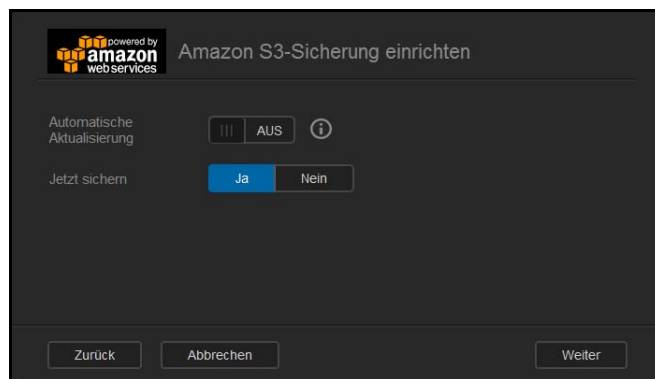 powered by
amazon
web services
Amazon S3-Sicherung einrichten
Automatische
Aktualisierung
AUS
Jetzt sichern
Ja
Nein
Zurück
Abbrechen
Weiter